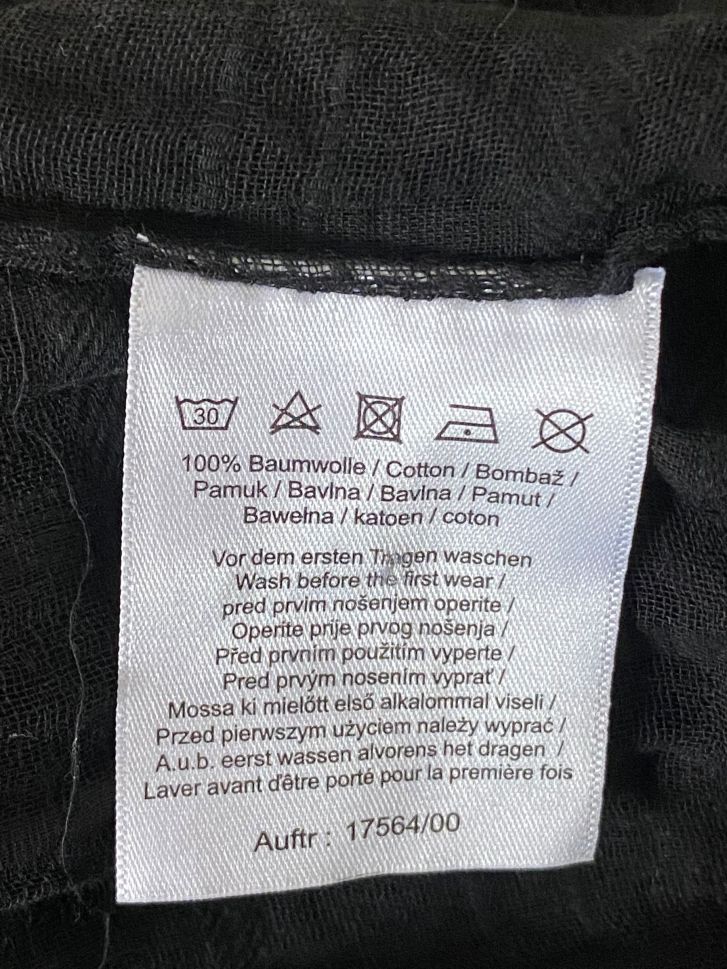 30
100% Baumwolle / Cotton / Bombaž /
Pamuk / Bavlna / Bavlna / Pamut /
Bawełna / katoen / coton
Vor dem ersten Tragen waschen
Wash before the first wear /
pred prvim nošenjem operite /
Operite prije prvog nošenja /
Před prvním použitím vyperte /
Pred prvým nosením vyprať /
Mossa ki mielőtt első alkalommal viseli /
Przed pierwszym użyciem należy wyprać /
A.u.b. eerst wassen alvorens het dragen /
Laver avant d'être porté pour la première fois
Auftr : 17564/00